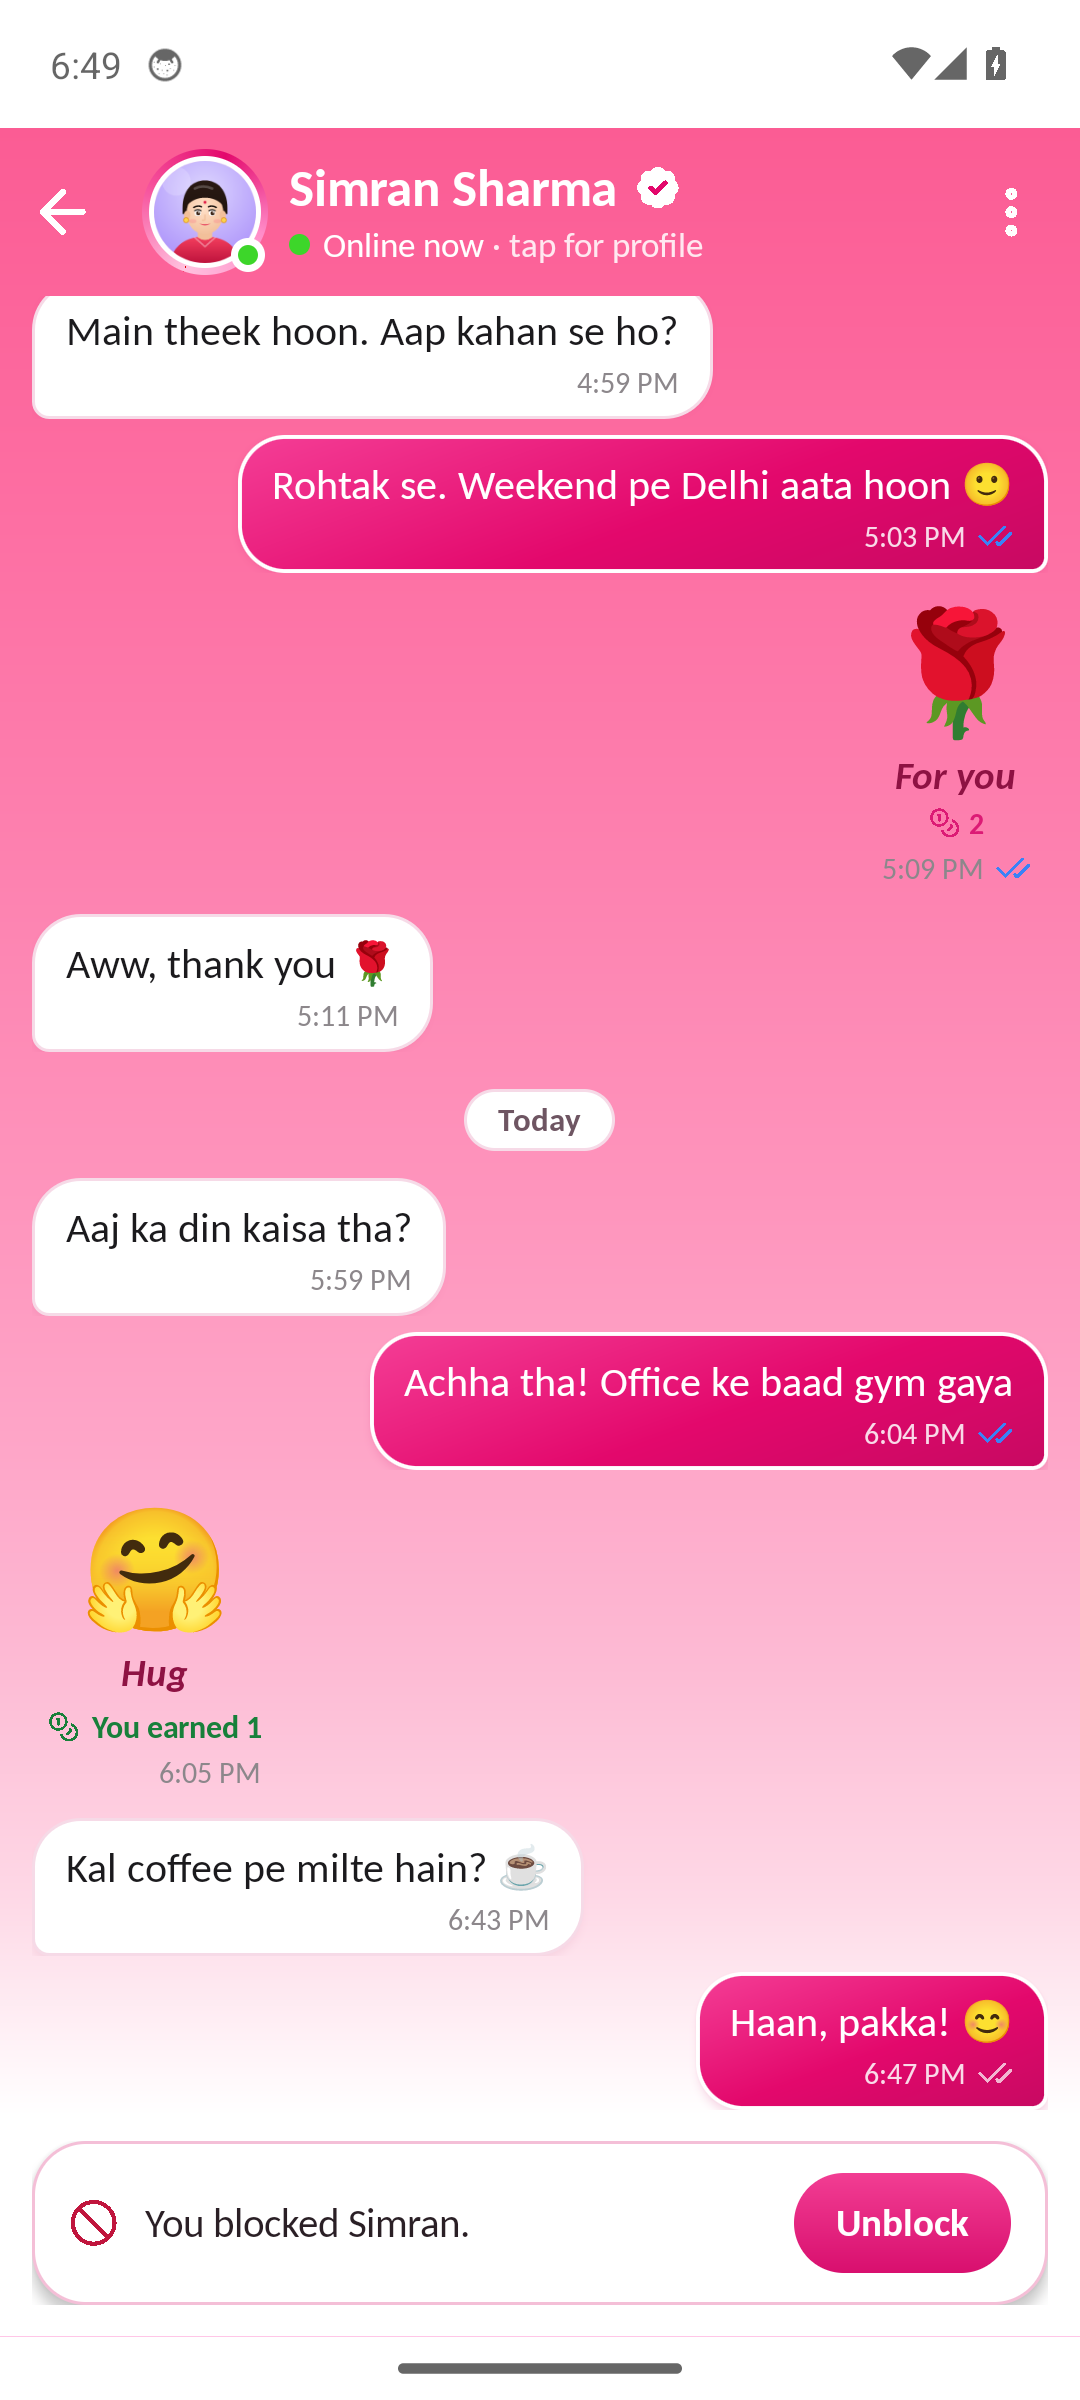 6:49
Simran Sharma
Online now · tap for profile
Main theek hoon. Aap kahan se ho?
4:59 PM
Rohtak se. Weekend pe Delhi aata hoon 🙂
5:03 PM
For you
2
5:09 PM
Aww, thank you 🌹
5:11 PM
Today
Aaj ka din kaisa tha?
5:59 PM
Achha tha! Office ke baad gym gaya
6:04 PM
Hug
You earned 1
6:05 PM
Kal coffee pe milte hain? ☕
6:43 PM
Haan, pakka! 😊
6:47 PM
You blocked Simran.
Unblock